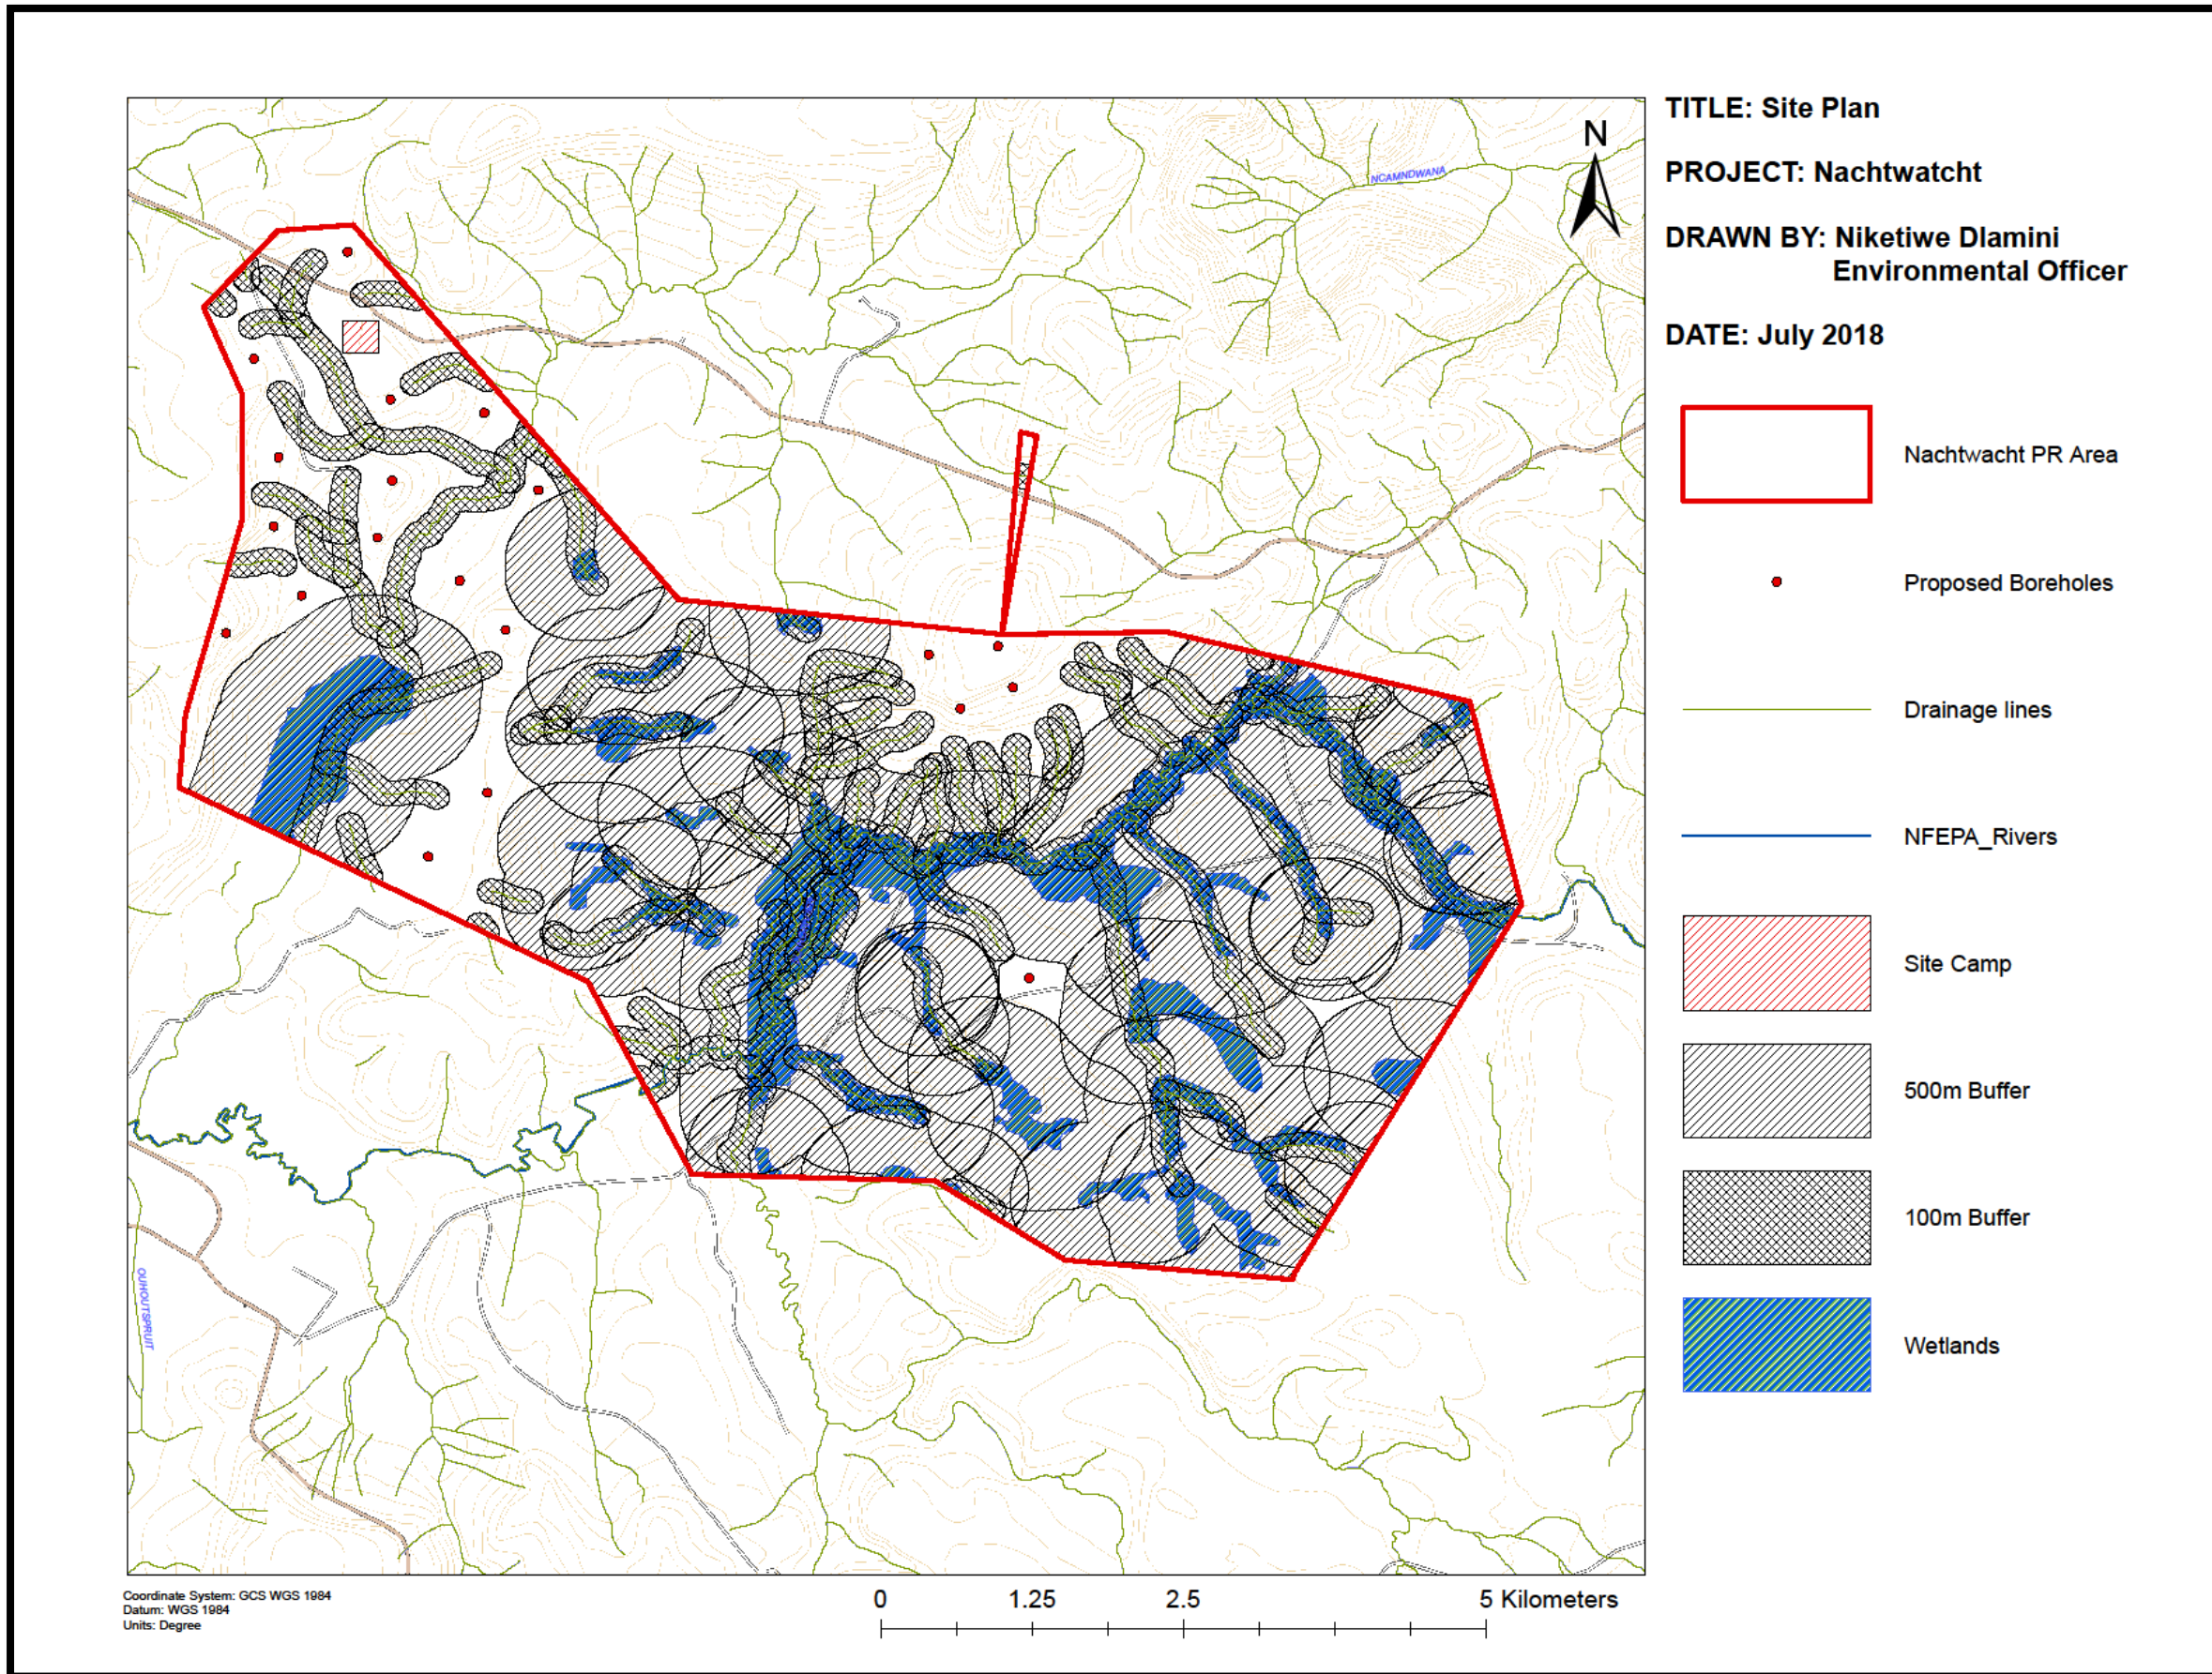 TITLE: Site Plan
PROJECT: Nachtwatcht
DRAWN BY: Niketiwe Dlamini
Environmental Officer
DATE: July 2018
N
NCAMNDWANA
OUHOUTSPRUIT
Nachtwacht PR Area
Proposed Boreholes
Drainage lines
NFEPA_Rivers
Site Camp
500m Buffer
100m Buffer
Wetlands
Coordinate System: GCS WGS 1984
Datum: WGS 1984
Units: Degree
0 1.25 2.5 5 Kilometers